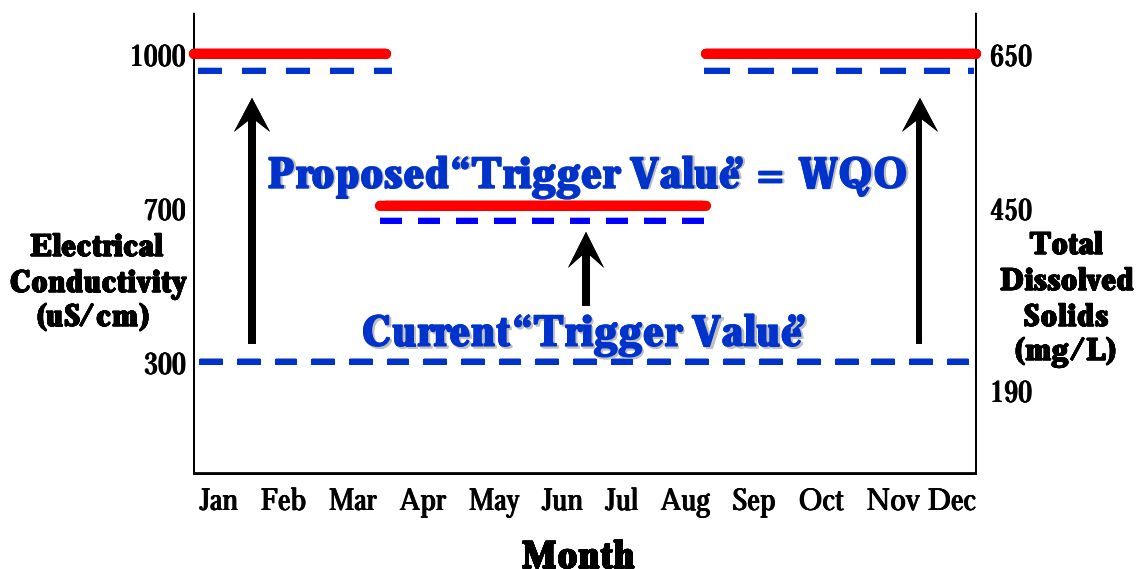 1000
650
Proposed “Trigger Value” = WQO
700
450
Electrical
Conductivity
(uS/cm)
Total
Dissolved
Solids
(mg/L)
Current “Trigger Value”
300
190
Jan Feb Mar Apr May Jun Jul Aug Sep Oct Nov Dec
Month